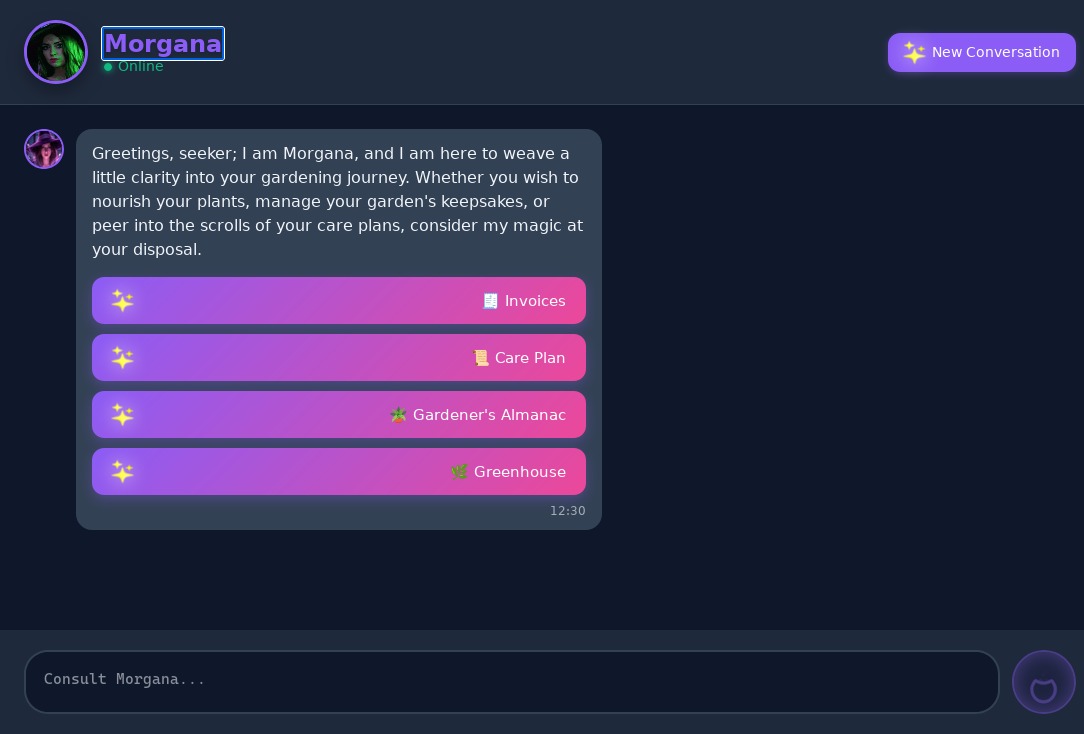 Morgana
Online
✨ New Conversation
Greetings, seeker; I am Morgana, and I am here to weave a
little clarity into your gardening journey. Whether you wish to
nourish your plants, manage your garden's keepsakes, or
peer into the scrolls of your care plans, consider my magic at
your disposal.
✨ 🧾 Invoices
✨ 📜 Care Plan
✨ 🪴 Gardener's Almanac
✨ 🌿 Greenhouse
12:30
Consult Morgana...